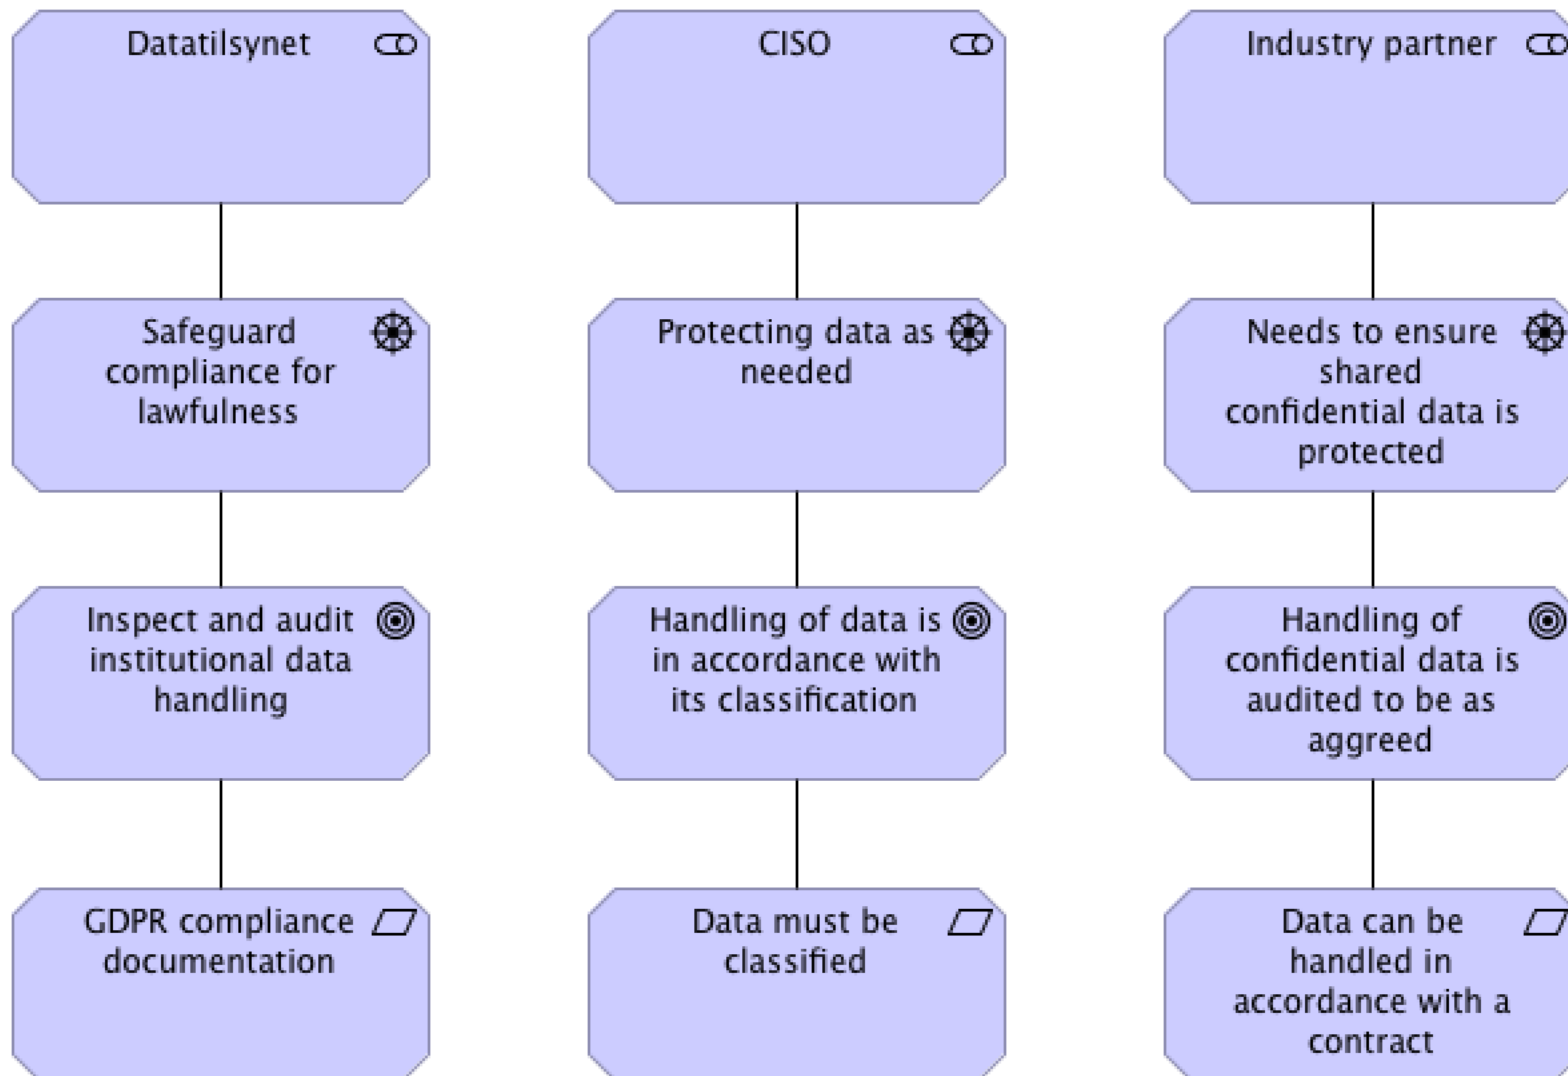 Datatilsynet
CISO
Industry partner
Safeguard
compliance for
lawfulness
Protecting data as
needed
Needs to ensure
shared
confidential data is
protected
Inspect and audit
institutional data
handling
Handling of data is
in accordance with
its classification
Handling of
confidential data is
audited to be as
aggreed
GDPR compliance
documentation
Data must be
classified
Data can be
handled in
accordance with a
contract